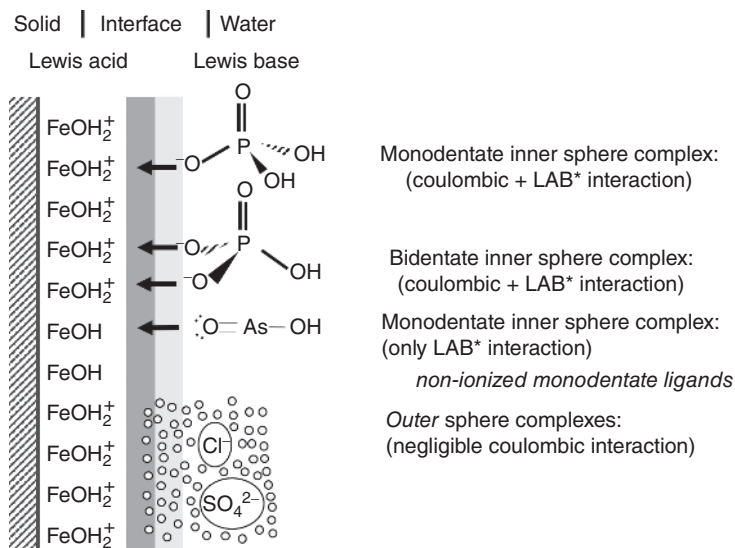 Solid | Interface | Water
Lewis acid Lewis base
O
FeOH₂⁺
P
OH
FeOH₂⁺ ⁻O
OH
FeOH₂⁺
O
FeOH₂⁺ ⁻O P
OH
FeOH₂⁺ ⁻O
FeOH O=As–OH
FeOH
FeOH₂⁺
FeOH₂⁺ Cl⁻
FeOH₂⁺ SO₄²⁻
FeOH₂⁺
Monodentate inner sphere complex:
(coulombic + LAB* interaction)
Bidentate inner sphere complex:
(coulombic + LAB* interaction)
Monodentate inner sphere complex:
(only LAB* interaction)
non-ionized monodentate ligands
Outer sphere complexes:
(negligible coulombic interaction)